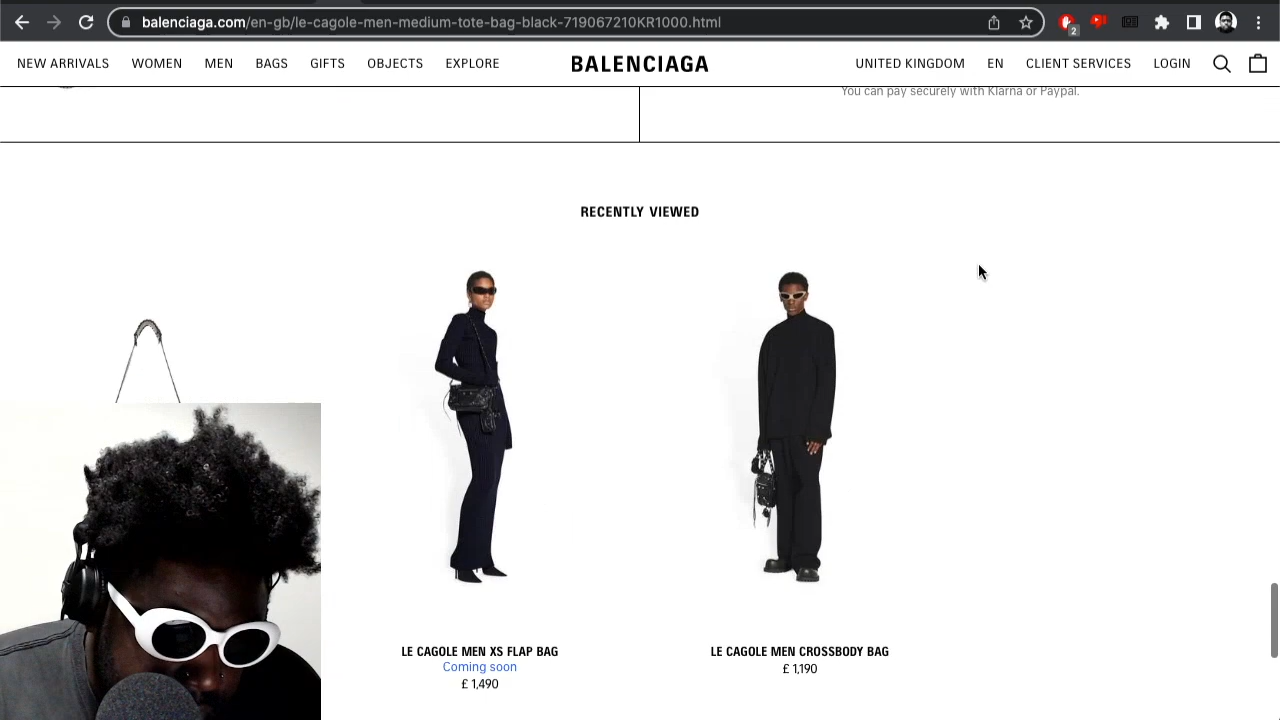 balenciaga.com/en-gb/le-cagole-men-medium-tote-bag-black-719067210KR1000.html
2
NEW ARRIVALS WOMEN MEN BAGS GIFTS OBJECTS EXPLORE BALENCIAGA UNITED KINGDOM EN CLIENT SERVICES LOGIN
You can pay securely with Klarna or Paypal.
RECENTLY VIEWED
LE CAGOLE MEN XS FLAP BAG
Coming soon
£ 1,490
LE CAGOLE MEN CROSSBODY BAG
£ 1,190